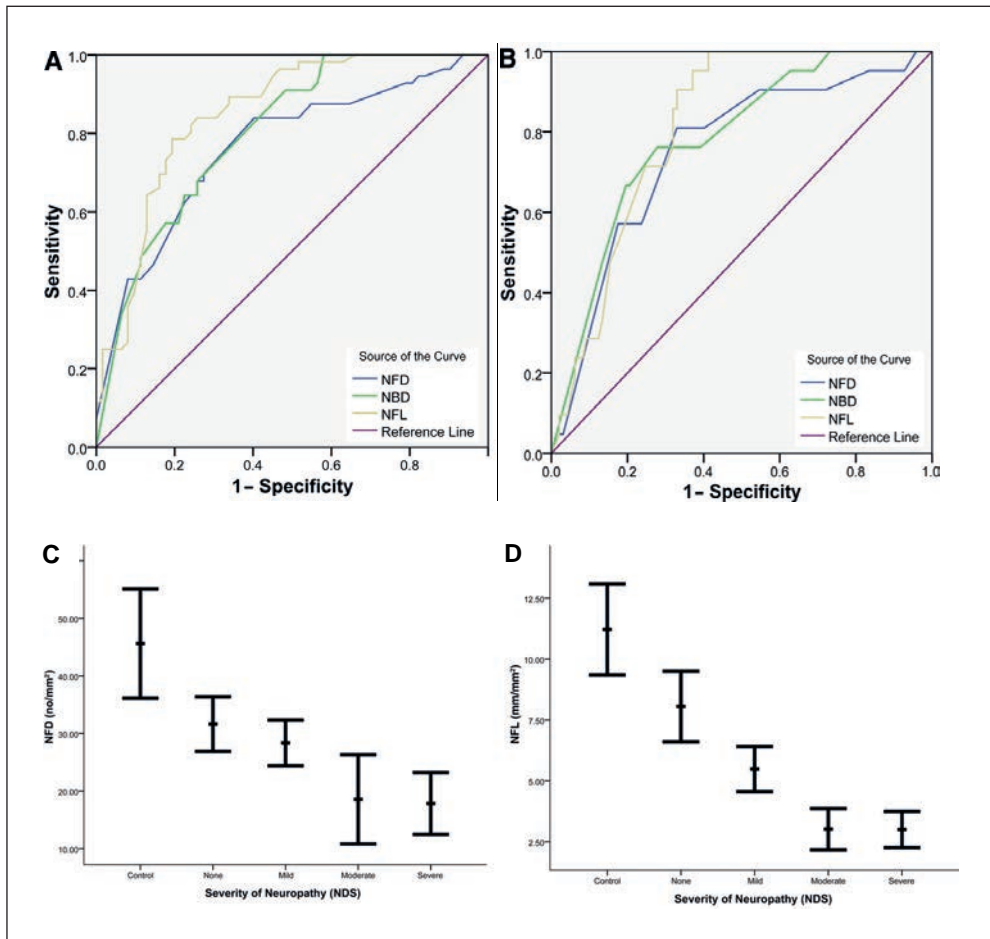 A
Sensitivity
1.0
0.8
0.6
0.4
0.2
0.0
0.0 0.2 0.4 0.6 0.8
1– Specificity
Source of the Curve
NFD
NBD
NFL
Reference Line
B
Sensitivity
1.0
0.8
0.6
0.4
0.2
0.0
0.0 0.2 0.4 0.6 0.8 1.0
1– Specificity
Source of the Curve
NFD
NBD
NFL
Reference Line
C
NFD (no/mm²)
50.00
40.00
30.00
20.00
10.00
Control None Mild Moderate Severe
Severity of Neuropathy (NDS)
D
NFL (mm/mm²)
12.50
10.00
7.50
5.00
2.50
Control None Mild Moderate Severe
Severity of Neuropathy (NDS)